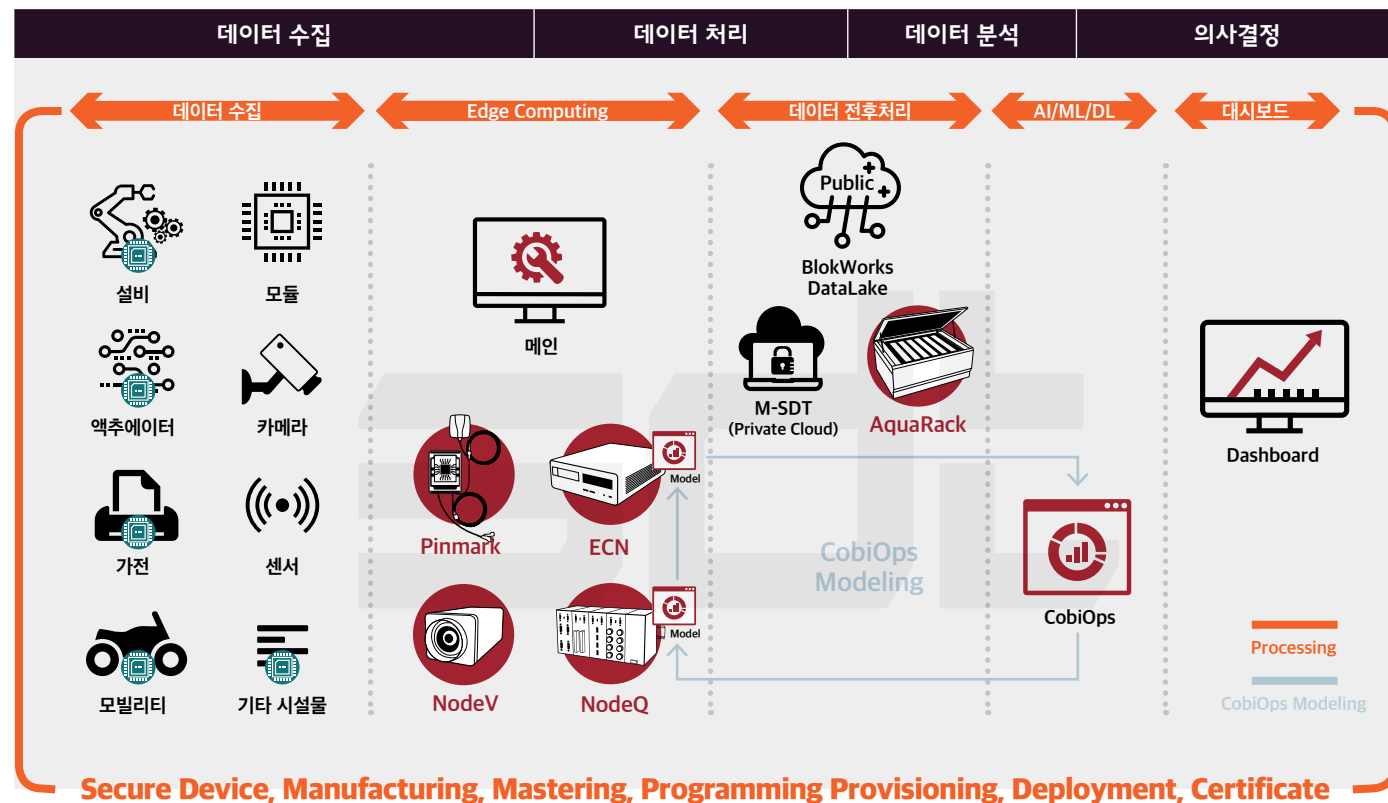 데이터 수집
데이터 처리
데이터 분석
의사결정
데이터 수집
Edge Computing
데이터 전후처리
AI/ML/DL
대시보드
Public
BlokWorks
DataLake
설비
모듈
메인
액추에이터
카메라
M-SDT
(Private Cloud)
AquaRack
Dashboard
Model
Pinmark
ECN
가전
센서
CobiOps
Modeling
CobiOps
Model
모빌리티
기타 시설물
NodeV
NodeQ
Processing
CobiOps Modeling
Secure Device, Manufacturing, Mastering, Programming Provisioning, Deployment, Certificate